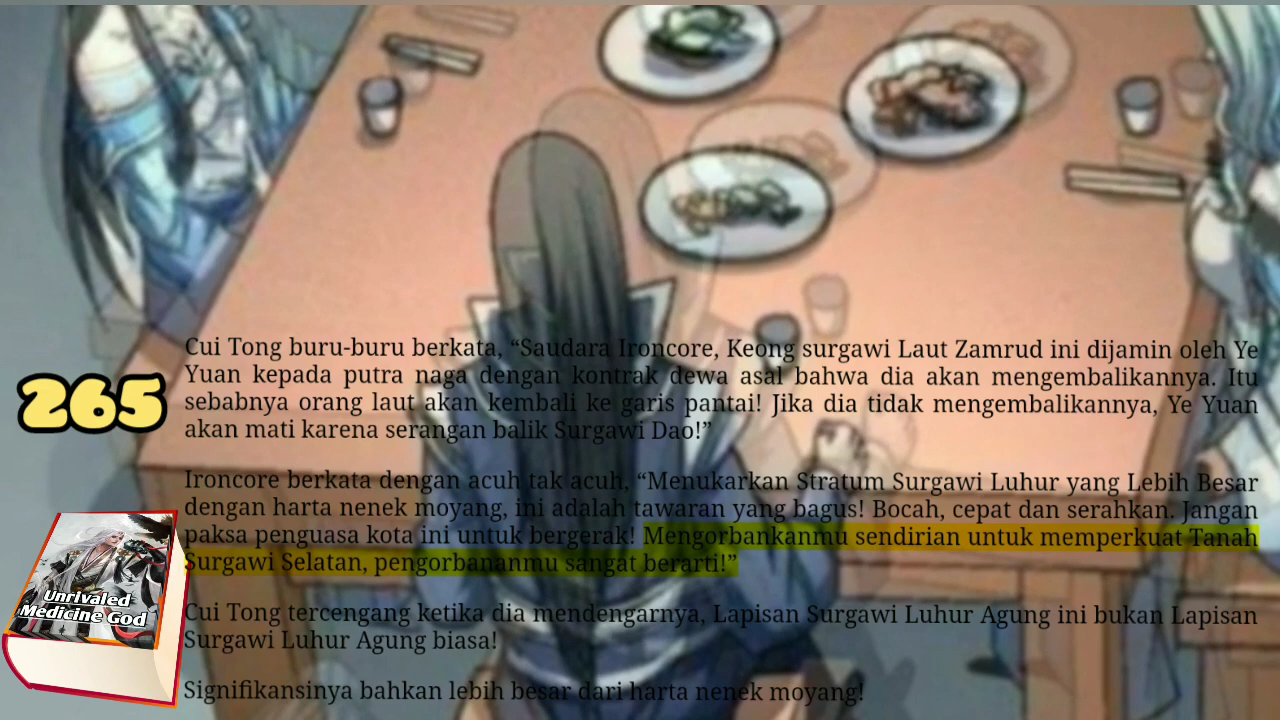 Cui Tong buru-buru berkata, “Saudara Ironcore, Keong surgawi Laut Zamrud ini dijamin oleh Ye
Yuan kepada putra naga dengan kontrak dewa asal bahwa dia akan mengembalikannya. Itu
sebabnya orang laut akan kembali ke garis pantai! Jika dia tidak mengembalikannya, Ye Yuan
akan mati karena serangan balik Surgawi Dao!”
265
Ironcore berkata dengan acuh tak acuh, “Menukarkan Stratum Surgawi Luhur yang Lebih Besar
dengan harta nenek moyang, ini adalah tawaran yang bagus! Bocah, cepat dan serahkan. Jangan
paksa penguasa kota ini untuk bergerak! Mengorbankanmu sendirian untuk memperkuat Tanah
Surgawi Selatan, pengorbananmu sangat berarti!”
Cui Tong tercengang ketika dia mendengarnya, Lapisan Surgawi Luhur Agung ini bukan Lapisan
Surgawi Luhur Agung biasa!
Signifikansinya bahkan lebih besar dari harta nenek moyang!
Unrivaled
Medicine God